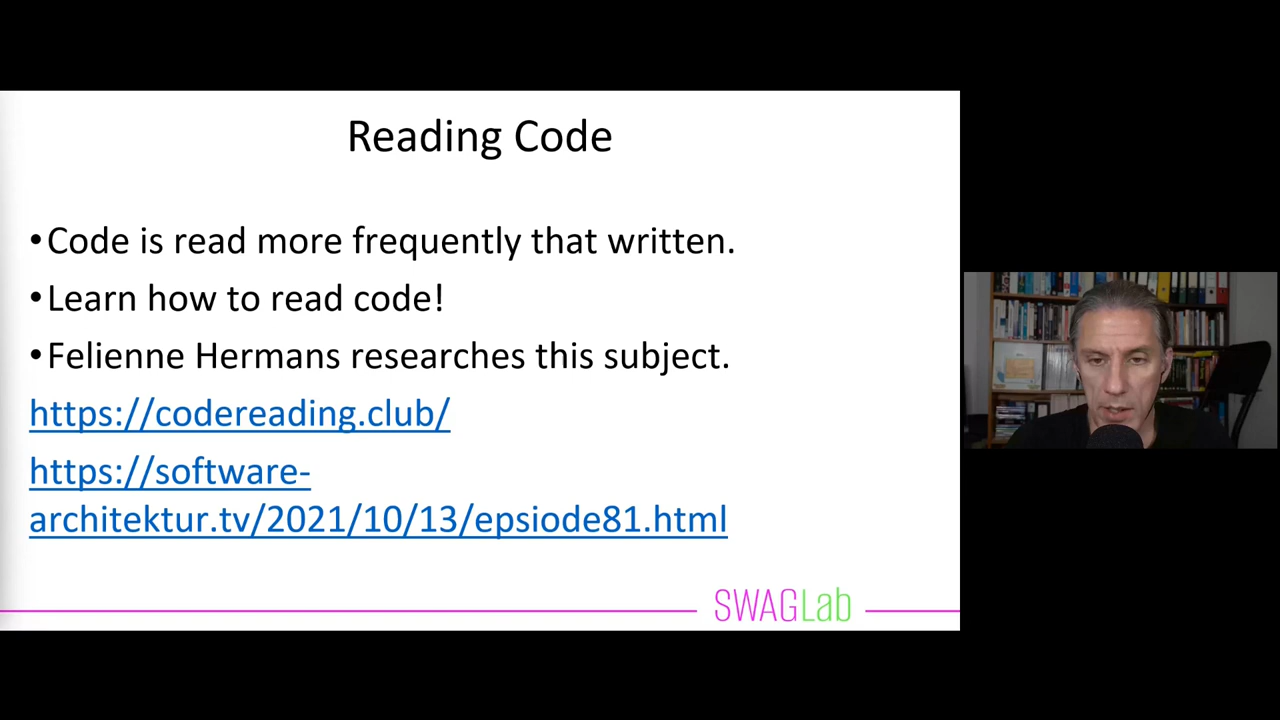 Reading Code
•Code is read more frequently that written.
•Learn how to read code!
•Felienne Hermans researches this subject.
https://codereading.club/
https://software-
architektur.tv/2021/10/13/epsiode81.html
SWAGLab